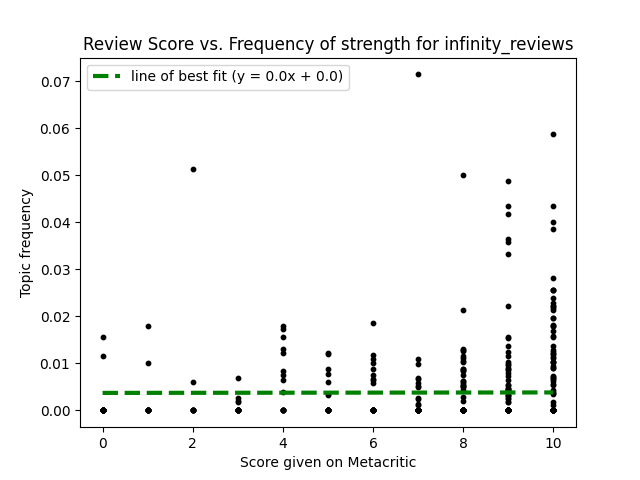 Review Score vs. Frequency of strength for infinity_reviews
line of best fit (y = 0.0x + 0.0)
0.07
0.06
0.05
0.04
0.03
0.02
0.01
0.00
Topic frequency
0 2 4 6 8 10
Score given on Metacritic